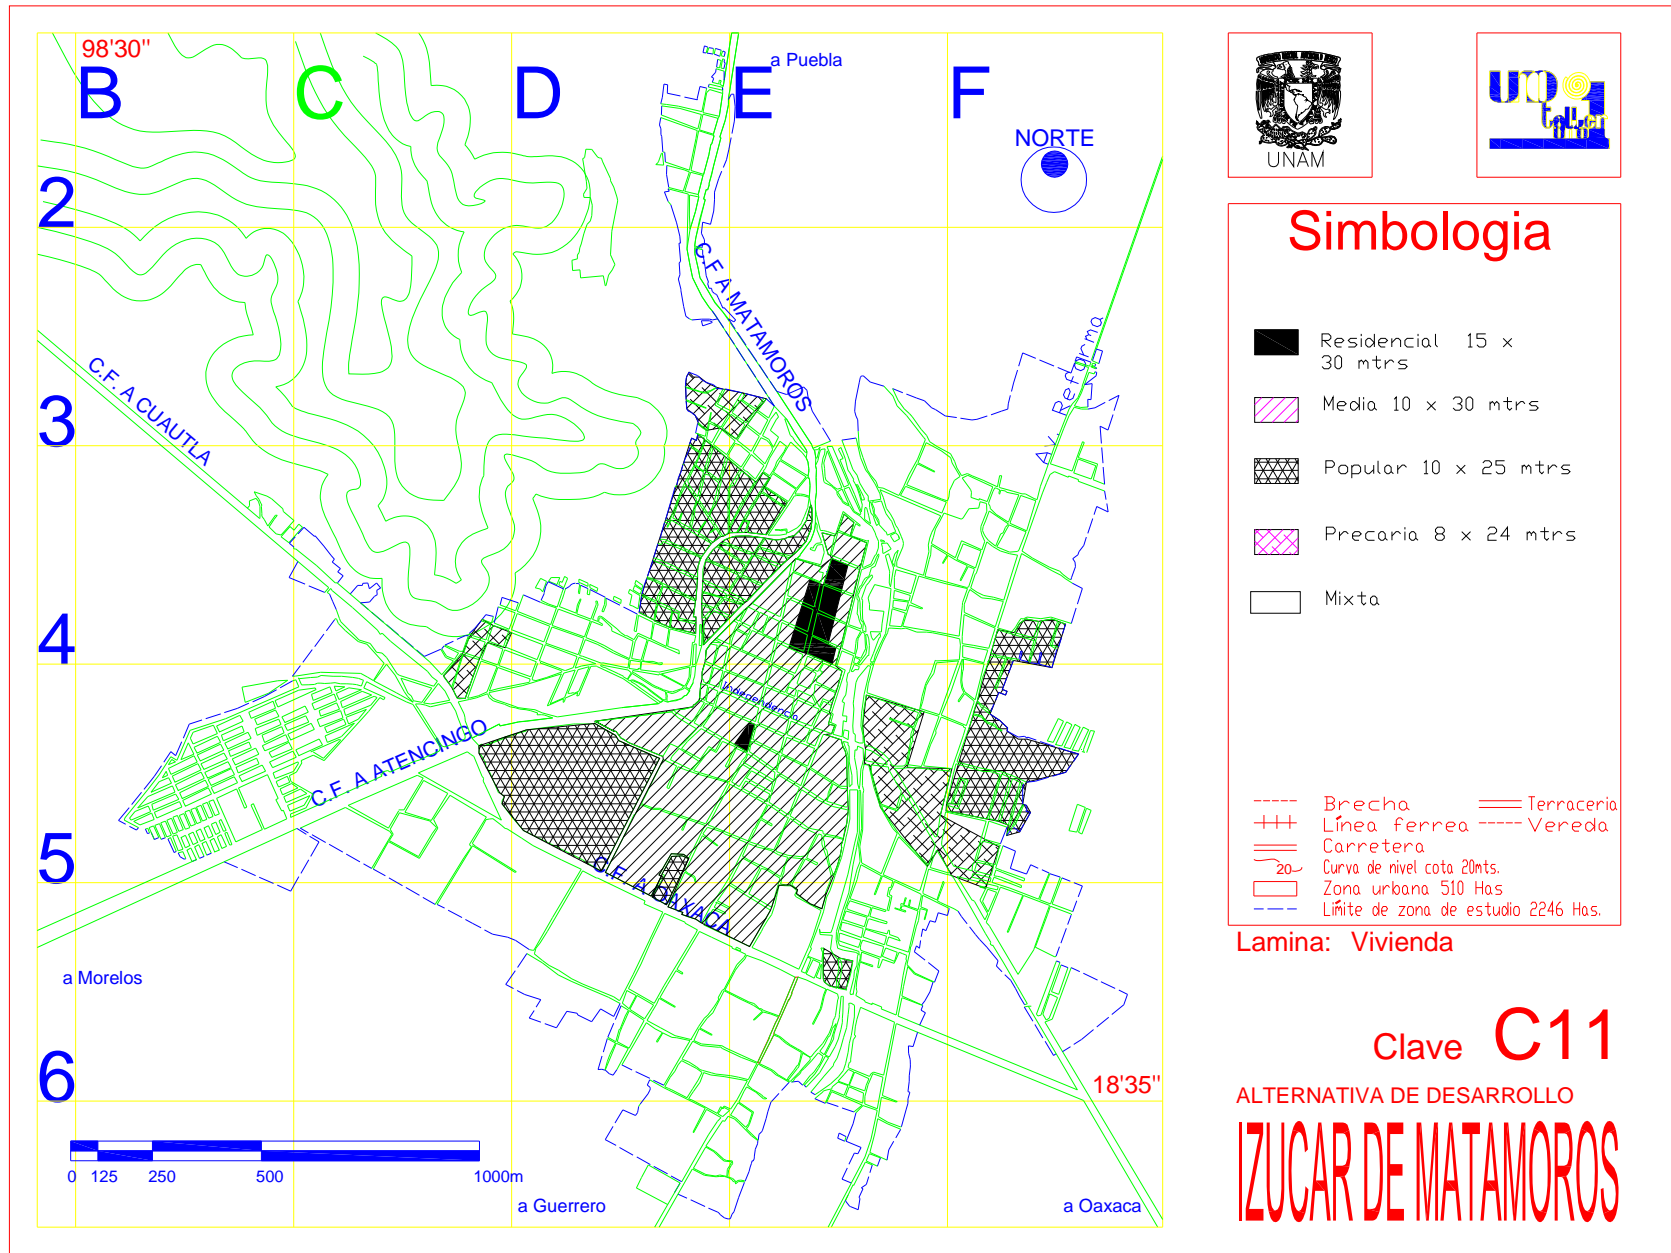 98'30"
B
C
D
E
F
a Puebla
NORTE
2
3
4
5
6
C.F. A MATAMOROS
Av. Reforma
C.F. A CUAUTLA
Independencia
C.F. A ATENCINGO
C.F. A OAXACA
a Morelos
18'35"
0 125 250 500 1000m
a Guerrero
a Oaxaca
UNAM
Simbologia
Residencial 15 x
30 mtrs
Media 10 x 30 mtrs
Popular 10 x 25 mtrs
Precaria 8 x 24 mtrs
Mixta
Brecha Terraceria
Línea ferrea Vereda
Carretera
20 Curva de nivel cota 20mts.
Zona urbana 510 Has
Límite de zona de estudio 2246 Has.
Lamina: Vivienda
Clave C11
ALTERNATIVA DE DESARROLLO
IZUCAR DE MATAMOROS